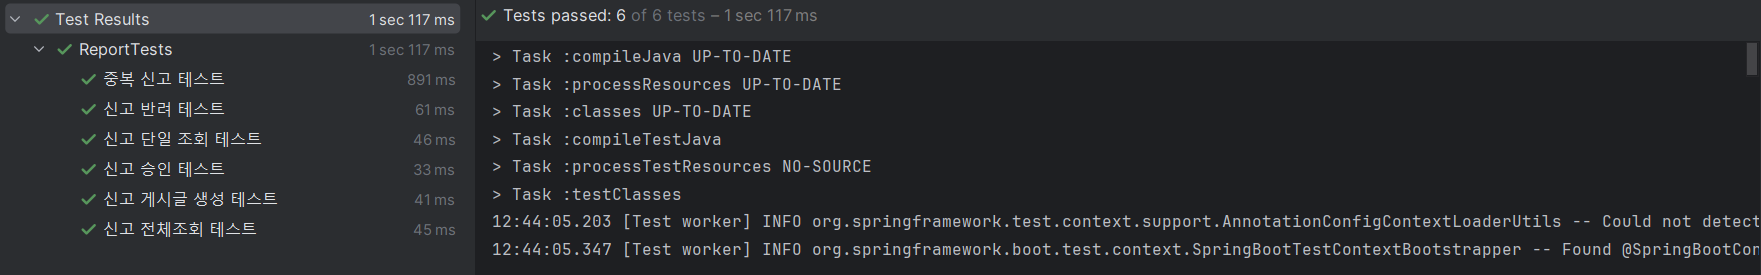 Test Results 1 sec 117 ms
ReportTests 1 sec 117 ms
중복 신고 테스트 891 ms
신고 반려 테스트 61 ms
신고 단일 조회 테스트 46 ms
신고 승인 테스트 33 ms
신고 게시글 생성 테스트 41 ms
신고 전체조회 테스트 45 ms
Tests passed: 6 of 6 tests – 1 sec 117 ms
> Task :compileJava UP-TO-DATE
> Task :processResources UP-TO-DATE
> Task :classes UP-TO-DATE
> Task :compileTestJava
> Task :processTestResources NO-SOURCE
> Task :testClasses
12:44:05.203 [Test worker] INFO org.springframework.test.context.support.AnnotationConfigContextLoaderUtils -- Could not detect
12:44:05.347 [Test worker] INFO org.springframework.boot.test.context.SpringBootTestContextBootstrapper -- Found @SpringBootCon